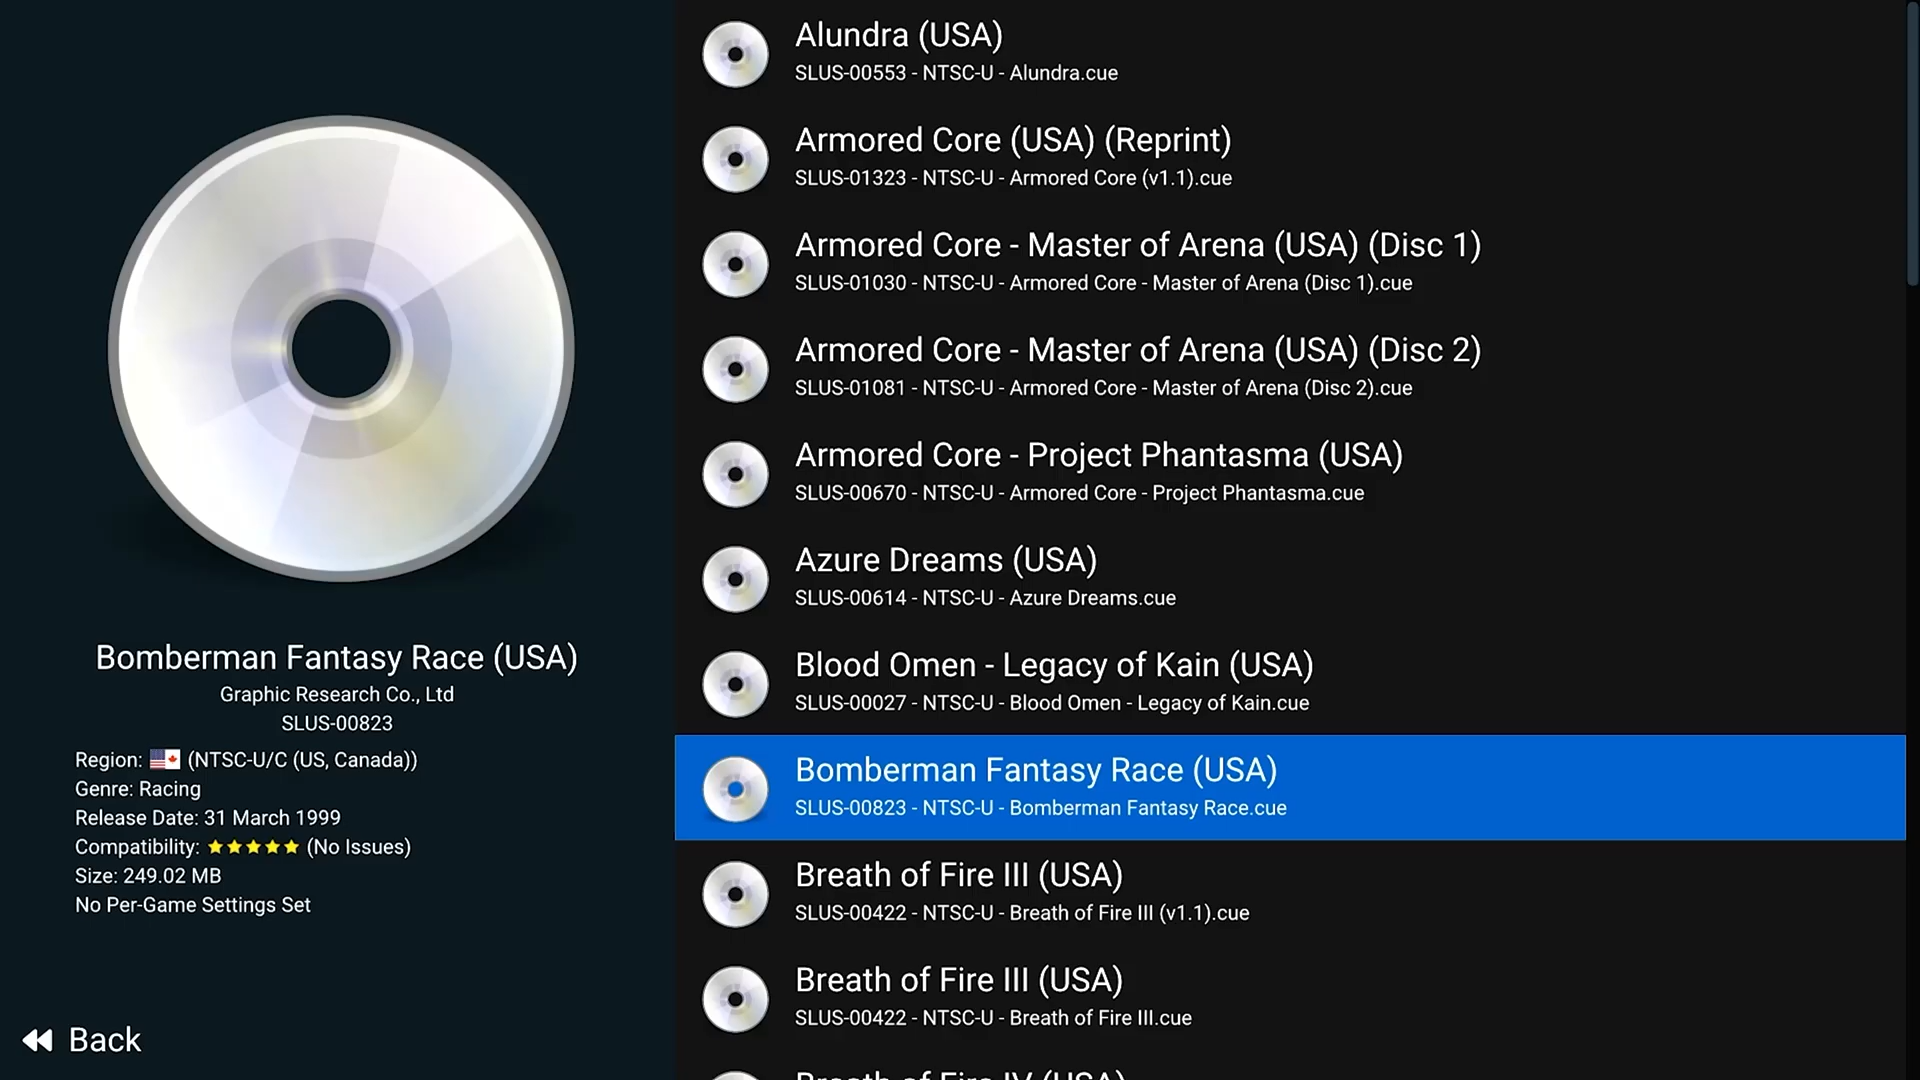 Bomberman Fantasy Race (USA)
Graphic Research Co., Ltd
SLUS-00823
Region: (NTSC-U/C (US, Canada))
Genre: Racing
Release Date: 31 March 1999
Compatibility: (No Issues)
Size: 249.02 MB
No Per-Game Settings Set
Back
Alundra (USA)
SLUS-00553 - NTSC-U - Alundra.cue
Armored Core (USA) (Reprint)
SLUS-01323 - NTSC-U - Armored Core (v1.1).cue
Armored Core - Master of Arena (USA) (Disc 1)
SLUS-01030 - NTSC-U - Armored Core - Master of Arena (Disc 1).cue
Armored Core - Master of Arena (USA) (Disc 2)
SLUS-01081 - NTSC-U - Armored Core - Master of Arena (Disc 2).cue
Armored Core - Project Phantasma (USA)
SLUS-00670 - NTSC-U - Armored Core - Project Phantasma.cue
Azure Dreams (USA)
SLUS-00614 - NTSC-U - Azure Dreams.cue
Blood Omen - Legacy of Kain (USA)
SLUS-00027 - NTSC-U - Blood Omen - Legacy of Kain.cue
Bomberman Fantasy Race (USA)
SLUS-00823 - NTSC-U - Bomberman Fantasy Race.cue
Breath of Fire III (USA)
SLUS-00422 - NTSC-U - Breath of Fire III (v1.1).cue
Breath of Fire III (USA)
SLUS-00422 - NTSC-U - Breath of Fire III.cue
Breath of Fire IV (USA)